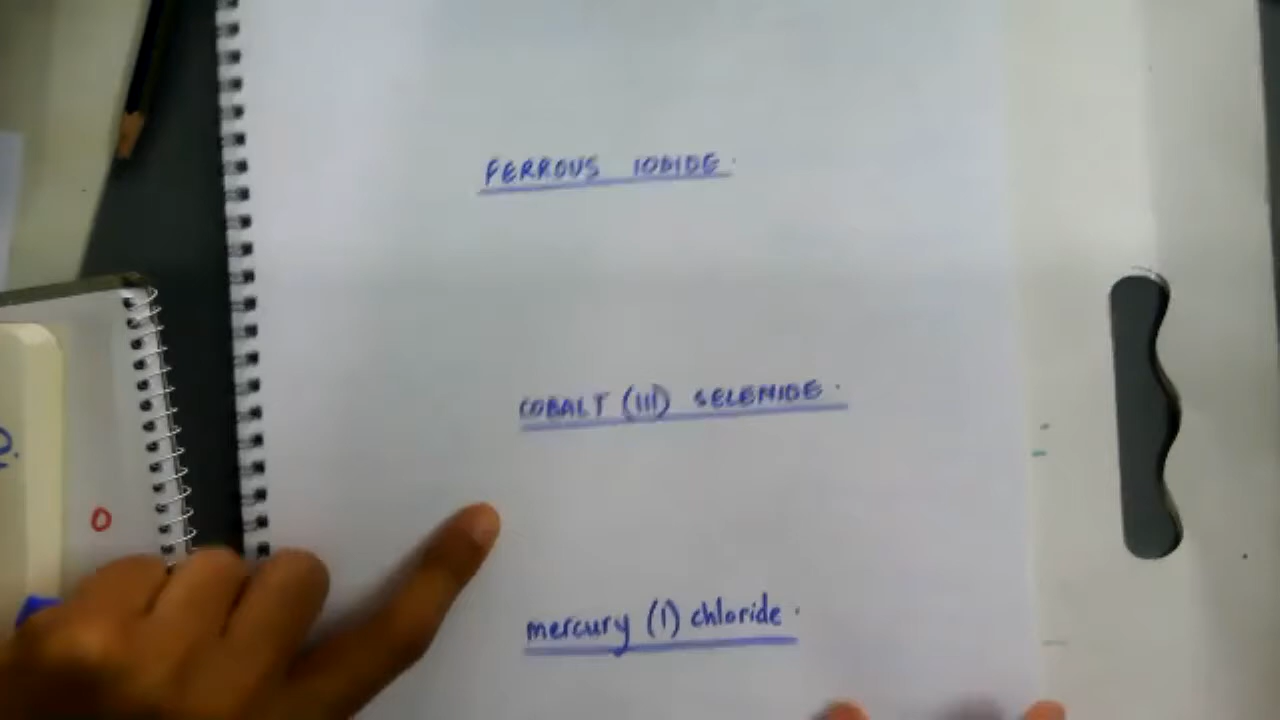 FERROUS IODIDE.
COBALT (III) SELENIDE.
mercury (I) chloride.